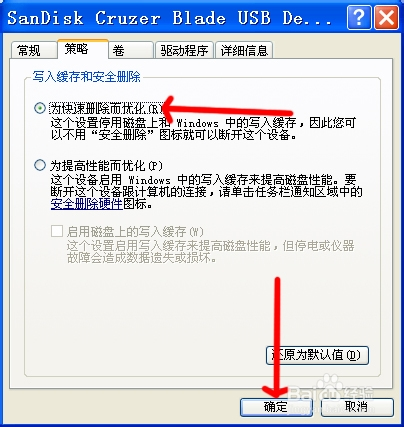 SanDisk Cruzer Blade USB De...
常规 策略 卷 驱动程序 详细信息
写入缓存和安全删除
为快速删除而优化(Q)
这个设置停用磁盘上和 Windows 中的写入缓存，因此您可
以不用“安全删除”图标就可以断开这个设备。
为提高性能而优化(P)
这个设备启用 Windows 中的写入缓存来提高磁盘性能。要
断开这个设备跟计算机的连接，请单击任务栏通知区域中的
安全删除硬件图标。
启用磁盘上的写入缓存(W)
这个设置启用写入缓存来提高磁盘性能，但停电或仪器
故障会造成数据遗失或损坏。
还原为默认值(D)
确定 取消
Baidu经验